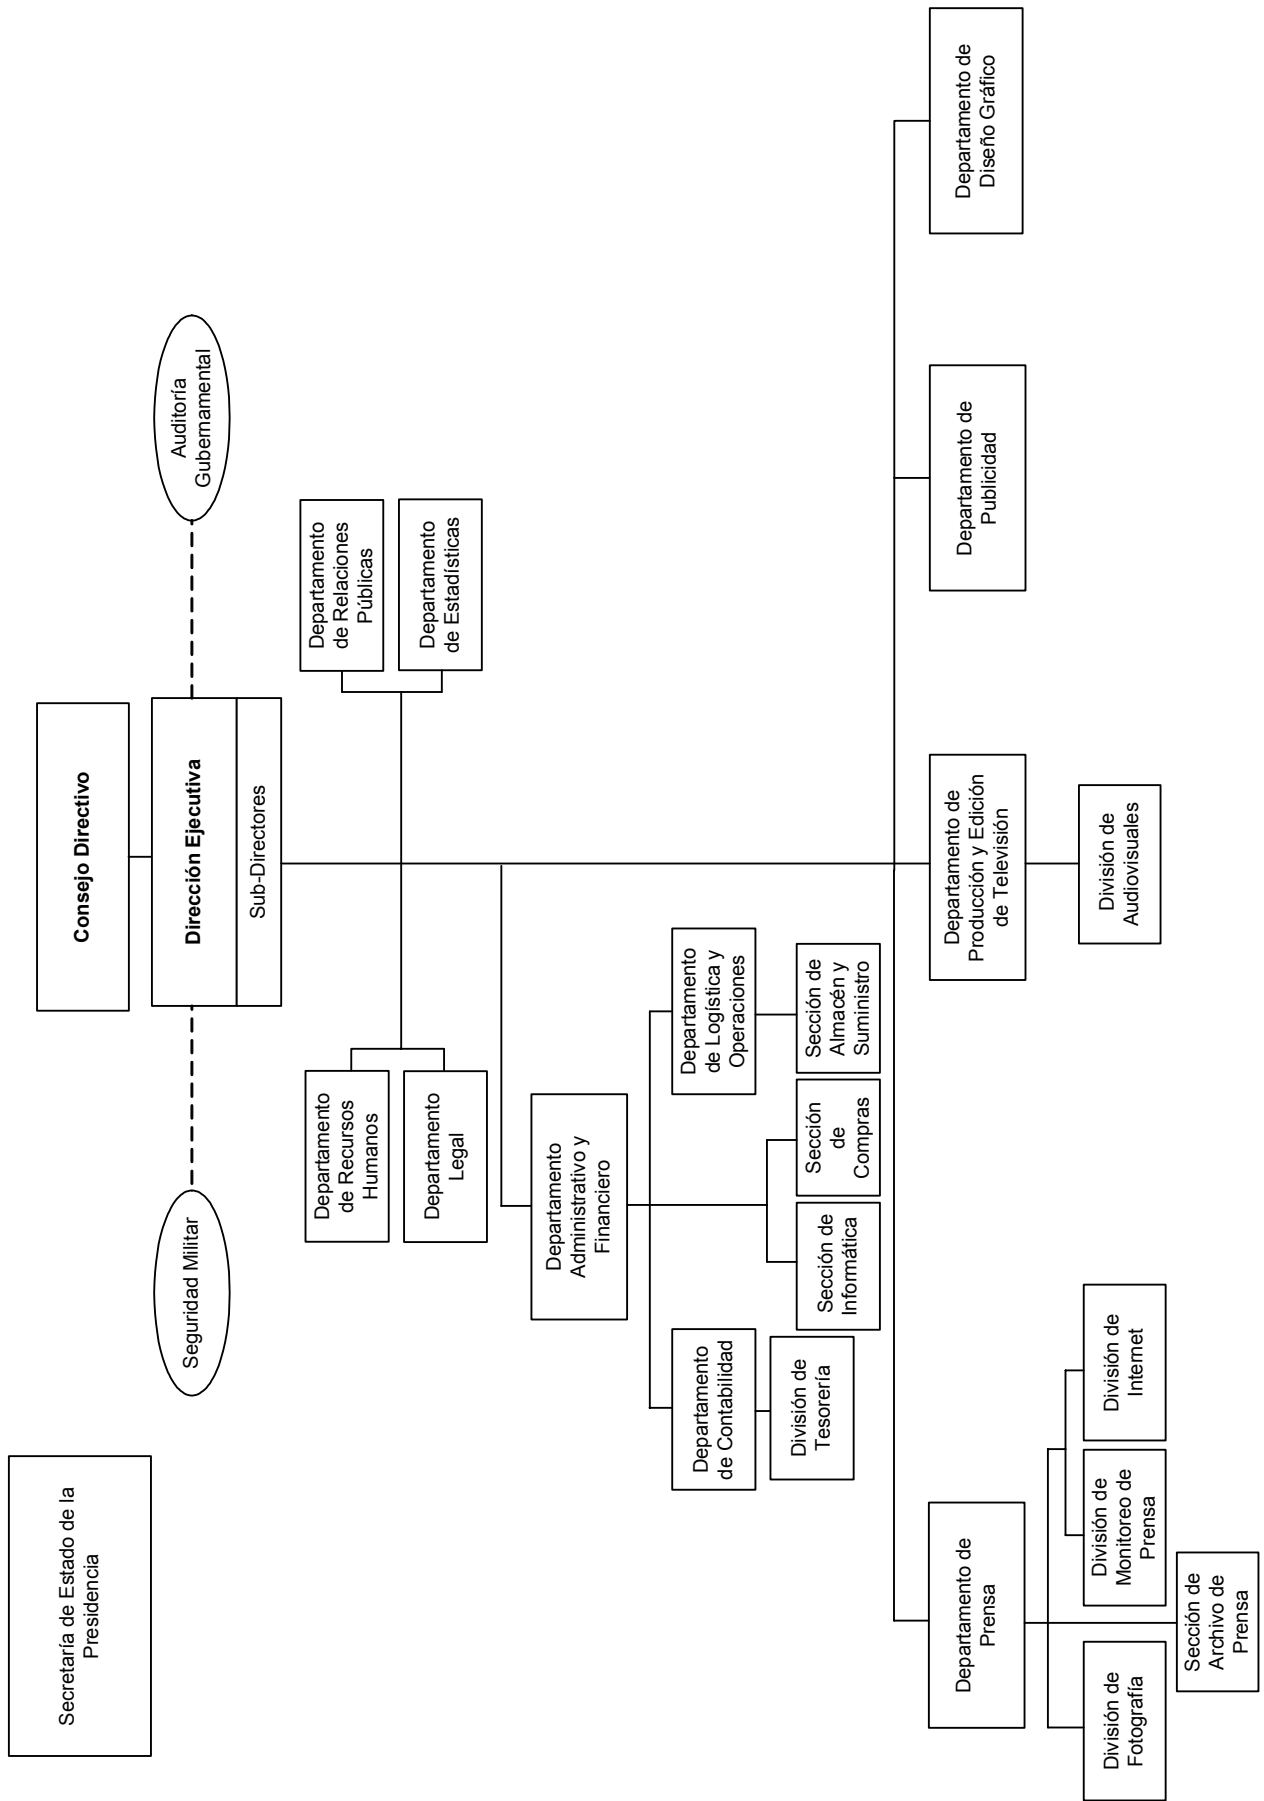 Secretaría de Estado de la
Presidencia
Consejo Directivo
Seguridad Militar
Dirección Ejecutiva
Sub-Directores
Auditoría
Gubernamental
Departamento
de Recursos
Humanos
Departamento
de Relaciones
Públicas
Departamento
Legal
Departamento
de Estadísticas
Departamento
Administrativo y
Financiero
Departamento
de Contabilidad
Departamento
de Logística y
Operaciones
División de
Tesorería
Sección de
Informática
Sección
de
Compras
Sección de
Almacén y
Suministro
Departamento de
Prensa
Departamento de
Producción y Edición
de Televisión
Departamento de
Publicidad
Departamento de
Diseño Gráfico
División de
Fotografía
División de
Monitoreo de
Prensa
División de
Internet
División de
Audiovisuales
Sección de
Archivo de
Prensa